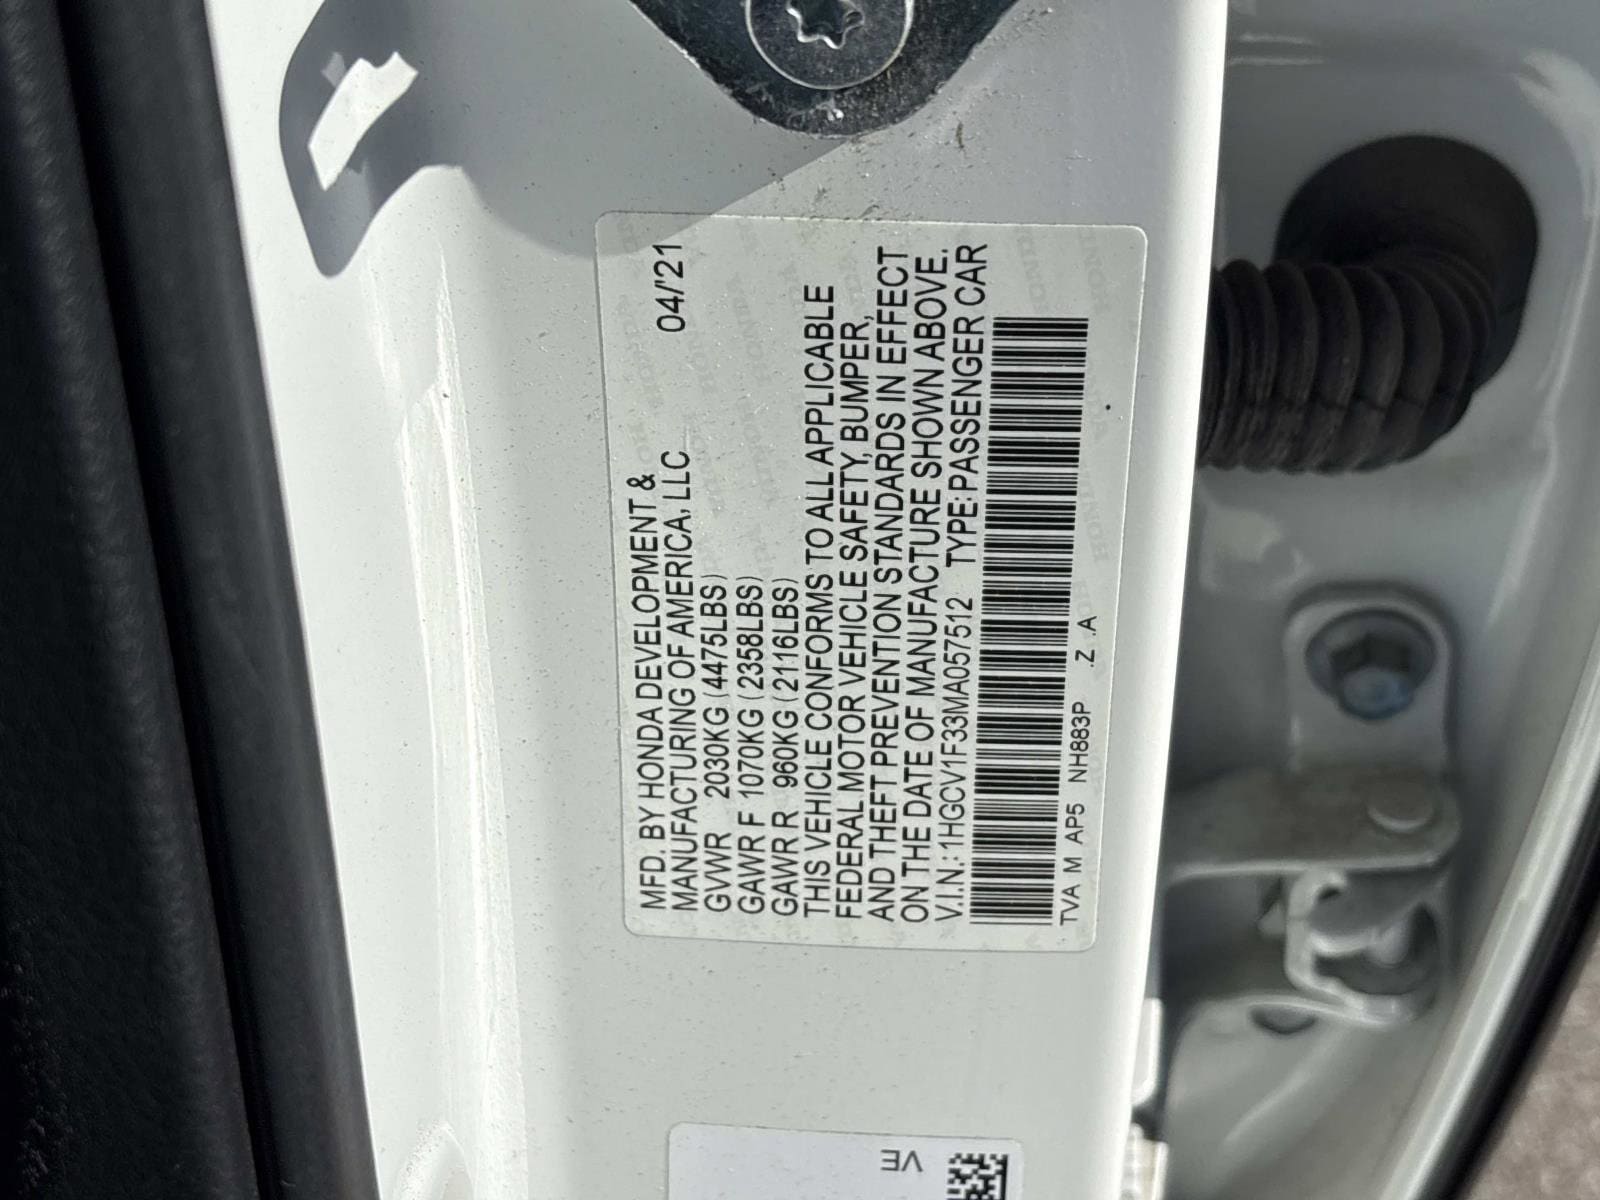 MFD. BY HONDA DEVELOPMENT &
MANUFACTURING OF AMERICA, LLC 04/'21
GVWR 2030KG (4475LBS)
GAWR F 1070KG (2358LBS)
GAWR R 960KG (2116LBS)
THIS VEHICLE CONFORMS TO ALL APPLICABLE
FEDERAL MOTOR VEHICLE SAFETY, BUMPER,
AND THEFT PREVENTION STANDARDS IN EFFECT
ON THE DATE OF MANUFACTURE SHOWN ABOVE.
V.I.N.: 1HGCV1F33MA057512 TYPE: PASSENGER CAR
TVA M AP5 NH883P .Z .A
VE